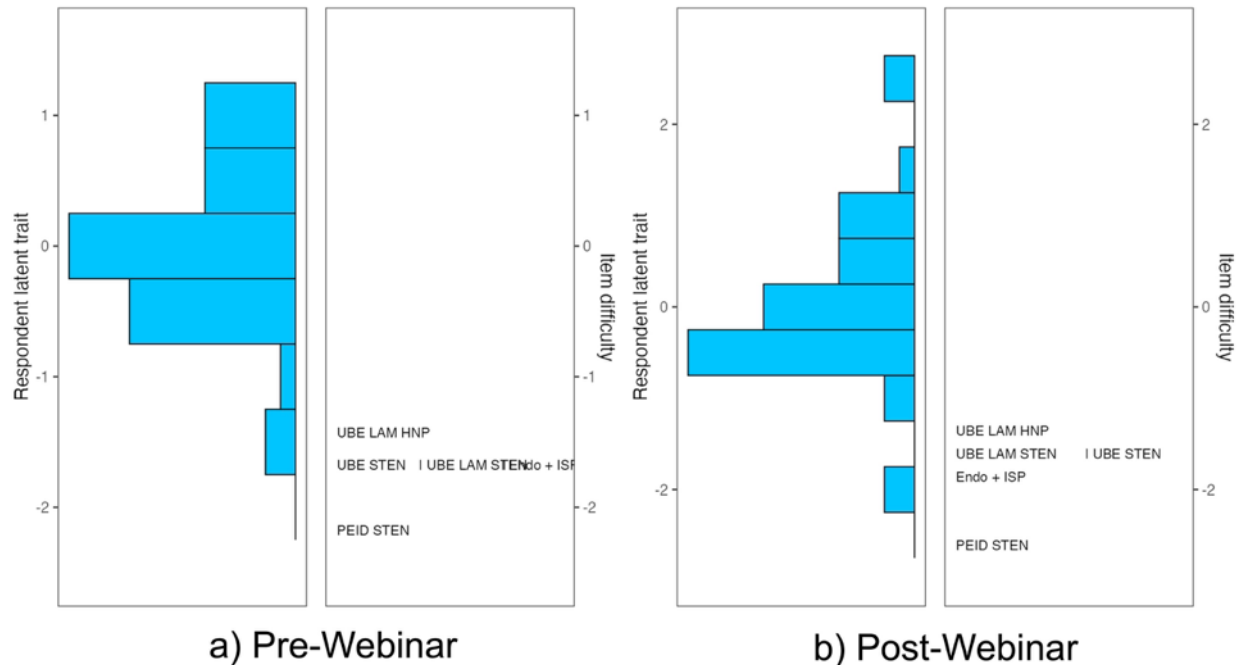 Respondent latent trait
1
0
-1
-2
UBE LAM HNP
UBE STEN | UBE LAM STEN
PEID STEN
1
0
-1
-2
Item difficulty
a) Pre-Webinar
Respondent latent trait
2
0
-2
UBE LAM HNP
UBE LAM STEN | UBE STEN
Endo + ISP
PEID STEN
2
0
-2
Item difficulty
b) Post-Webinar